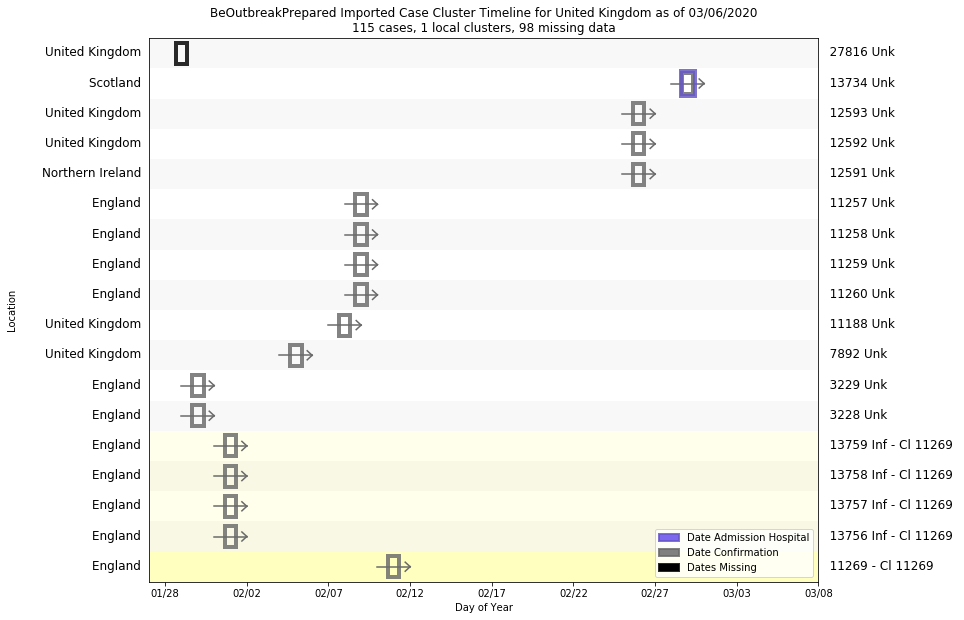 BeOutbreakPrepared Imported Case Cluster Timeline for United Kingdom as of 03/06/2020
115 cases, 1 local clusters, 98 missing data
United Kingdom 27816 Unk
Scotland 13734 Unk
United Kingdom 12593 Unk
United Kingdom 12592 Unk
Northern Ireland 12591 Unk
England 11257 Unk
England 11258 Unk
England 11259 Unk
England 11260 Unk
United Kingdom 11188 Unk
United Kingdom 7892 Unk
England 3229 Unk
England 3228 Unk
England 13759 Inf - Cl 11269
England 13758 Inf - Cl 11269
England 13757 Inf - Cl 11269
England 13756 Inf - Cl 11269
England 11269 - Cl 11269
Location
Date Admission Hospital
Date Confirmation
Dates Missing
01/28 02/02 02/07 02/12 02/17 02/22 02/27 03/03 03/08
Day of Year